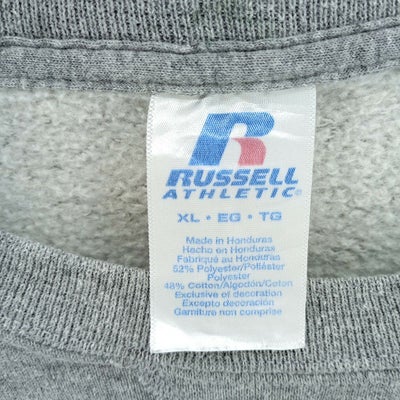 R
RUSSELL
ATHLETIC®
XL • EG • TG
Made in Honduras
Hecho en Honduras
Fabriqué au Honduras
52% Polyester/Poliéster
Polyester
48% Cotton/Algodón/Coton
Exclusive of decoration
Excepto decoración
Garniture non comprise